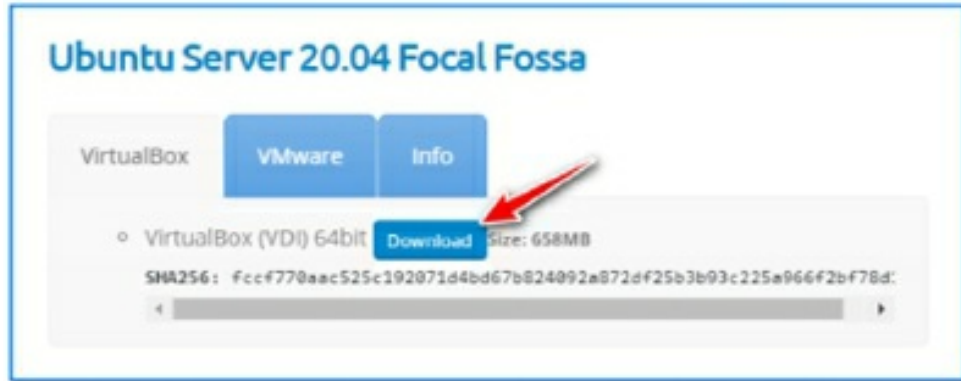 Ubuntu Server 20.04 Focal Fossa
VirtualBox VMware Info
VirtualBox (VDI) 64bit Download Size: 658MB
SHA256: fccf770aac525c192071d4bd67b824092a872df25b3b93c225a966f2bf78d